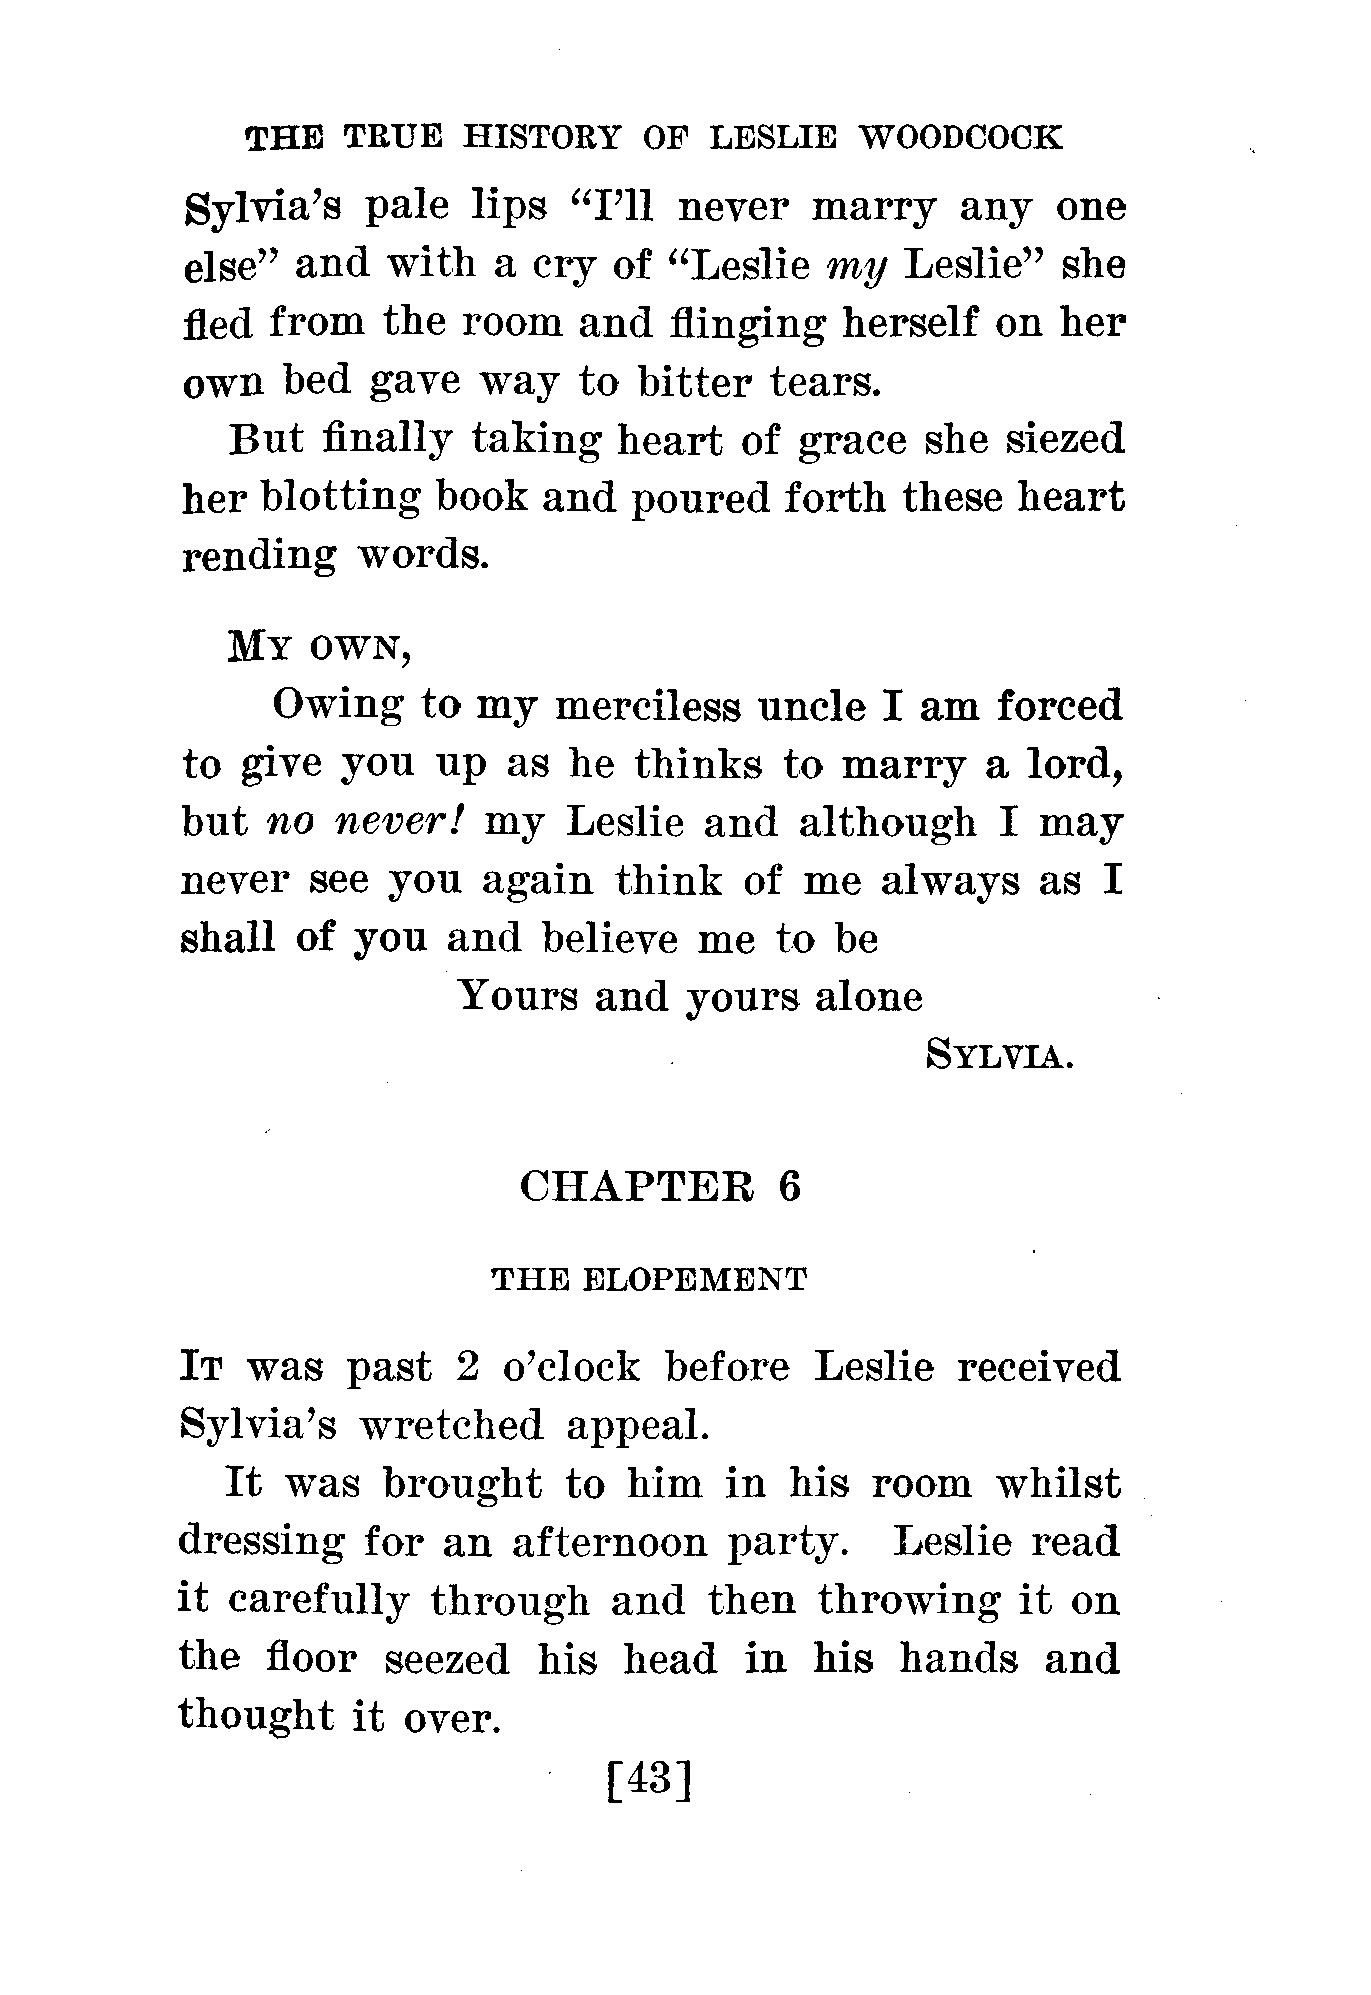 THE TRUE HISTORY OF LESLIE WOODCOCK
Sylvia's pale lips “I'll never marry any one
else” and with a cry of “Leslie my Leslie” she
fled from the room and flinging herself on her
own bed gave way to bitter tears.
But finally taking heart of grace she siezed
her blotting book and poured forth these heart
rending words.
MY OWN,
Owing to my merciless uncle I am forced
to give you up as he thinks to marry a lord,
but no never! my Leslie and although I may
never see you again think of me always as I
shall of you and believe me to be
Yours and yours alone
SYLVIA.
CHAPTER 6
THE ELOPEMENT
IT was past 2 o'clock before Leslie received
Sylvia's wretched appeal.
It was brought to him in his room whilst
dressing for an afternoon party. Leslie read
it carefully through and then throwing it on
the floor seezed his head in his hands and
thought it over.
[43]